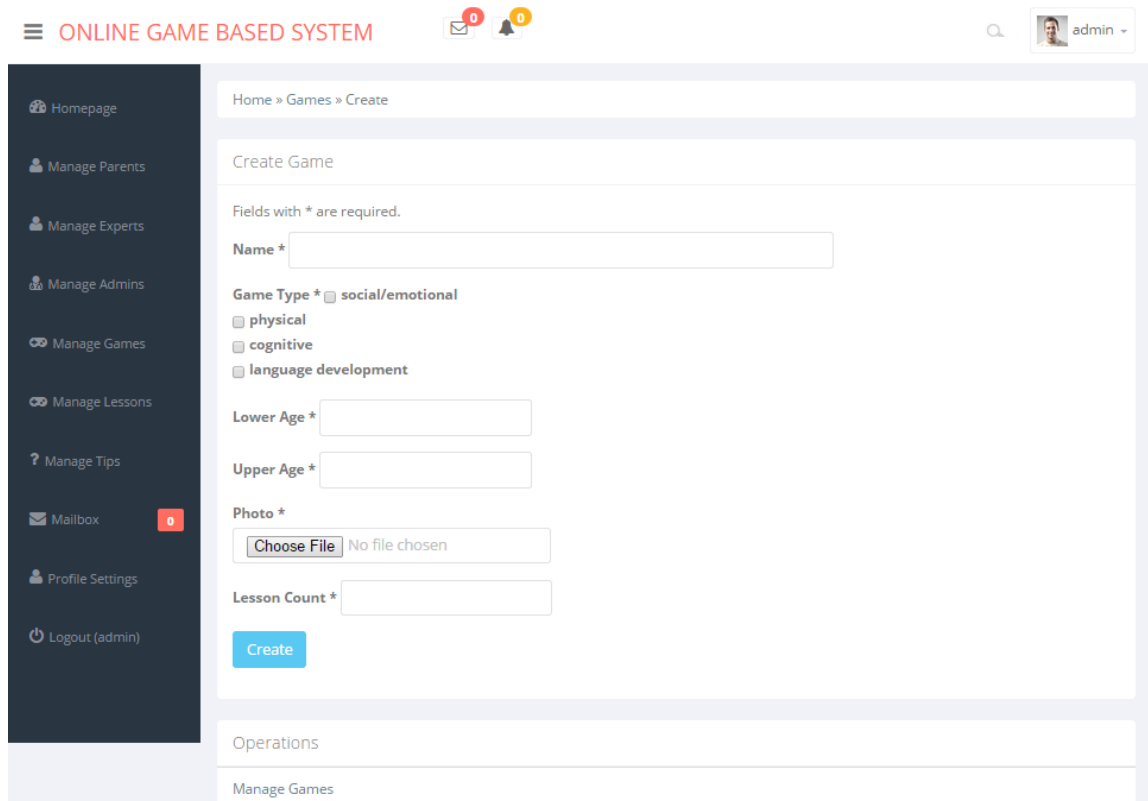 ONLINE GAME BASED SYSTEM
0
0
admin
Homepage
Manage Parents
Manage Experts
Manage Admins
Manage Games
Manage Lessons
? Manage Tips
Mailbox 0
Profile Settings
Logout (admin)
Home » Games » Create
Create Game
Fields with * are required.
Name *
Game Type * social/emotional
physical
cognitive
language development
Lower Age *
Upper Age *
Photo *
Choose File No file chosen
Lesson Count *
Create
Operations
Manage Games